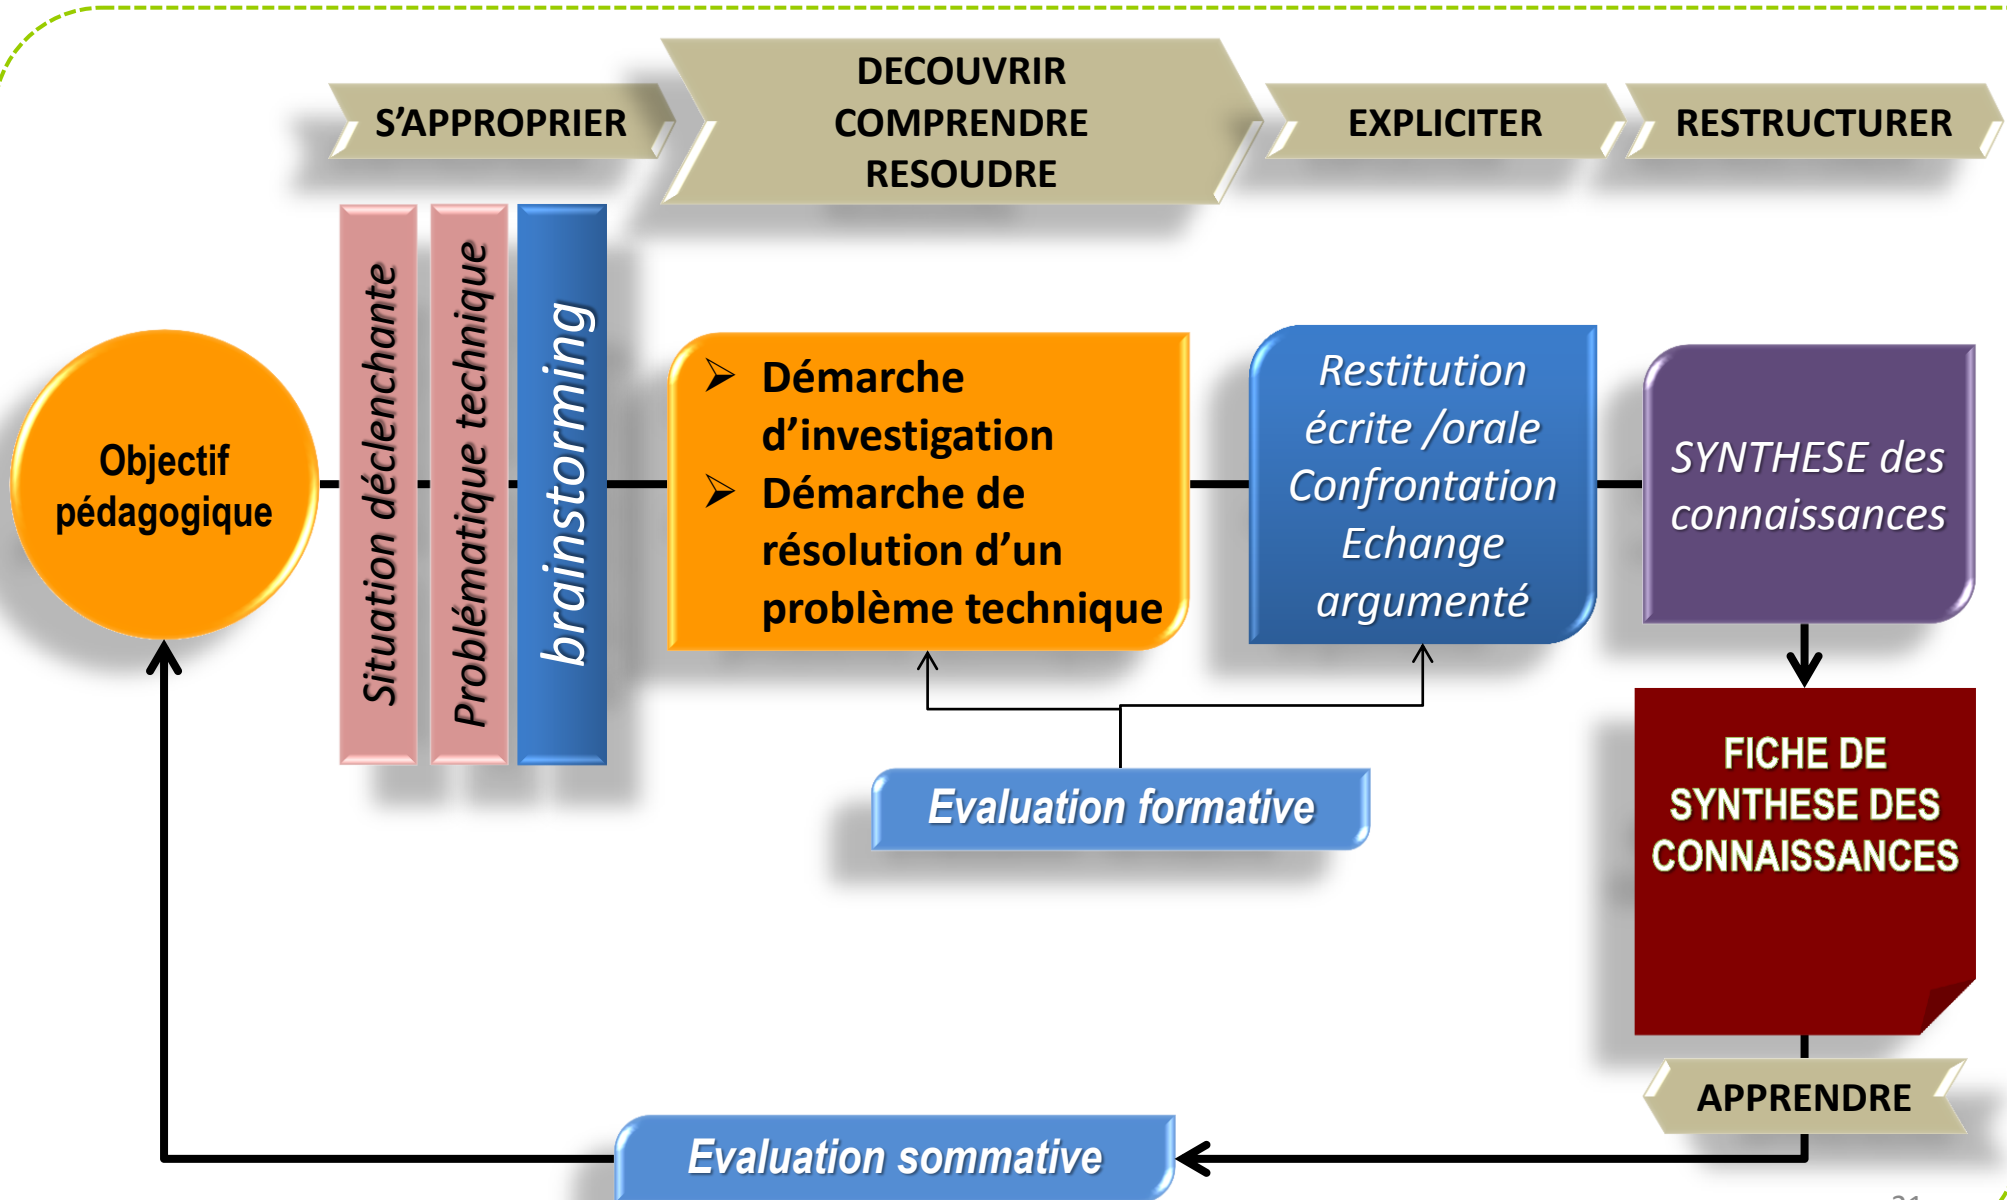 S'APPROPRIER
DECOUVRIR
COMPRENDRE
RESOUDRE
EXPLICITER
RESTRUCTURER
Objectif
pédagogique
Situation déclenchante
Problématique technique
brainstorming
➢ Démarche
d'investigation
➢ Démarche de
résolution d'un
problème technique
Restitution
écrite /orale
Confrontation
Echange
argumenté
SYNTHESE des
connaissances
Evaluation formative
FICHE DE
SYNTHESE DES
CONNAISSANCES
APPRENDRE
Evaluation sommative